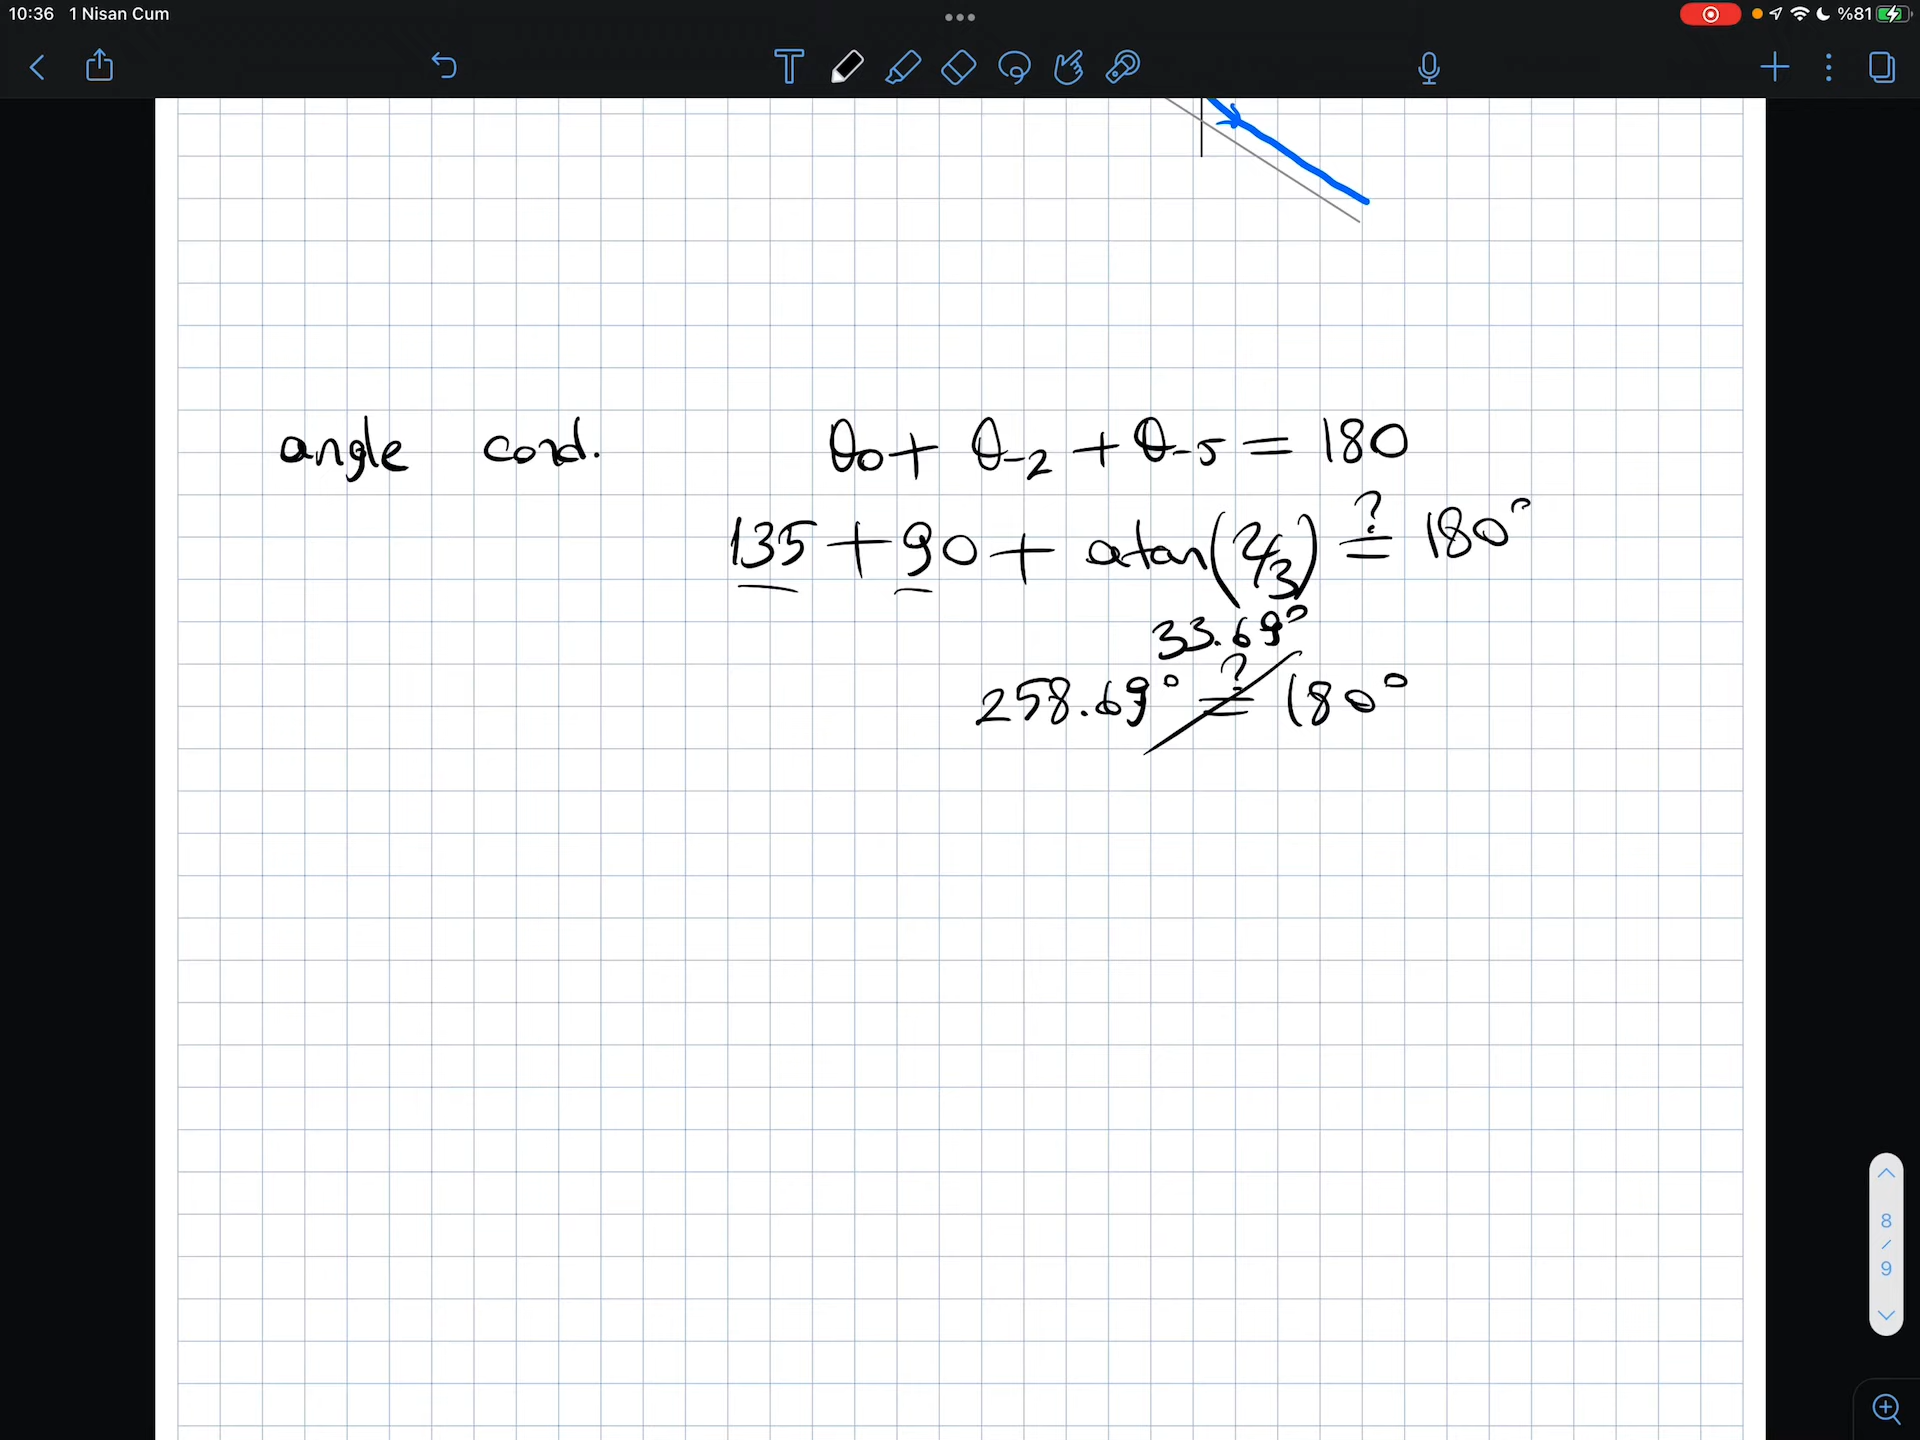 10:36 1 Nisan Cum
%81
angle cond. θ0 + θ-2 + θ-5 = 180
135 + 90 + atan(2/3) ?= 180°
33.69°
258.69° ?= 180°
8
/
9